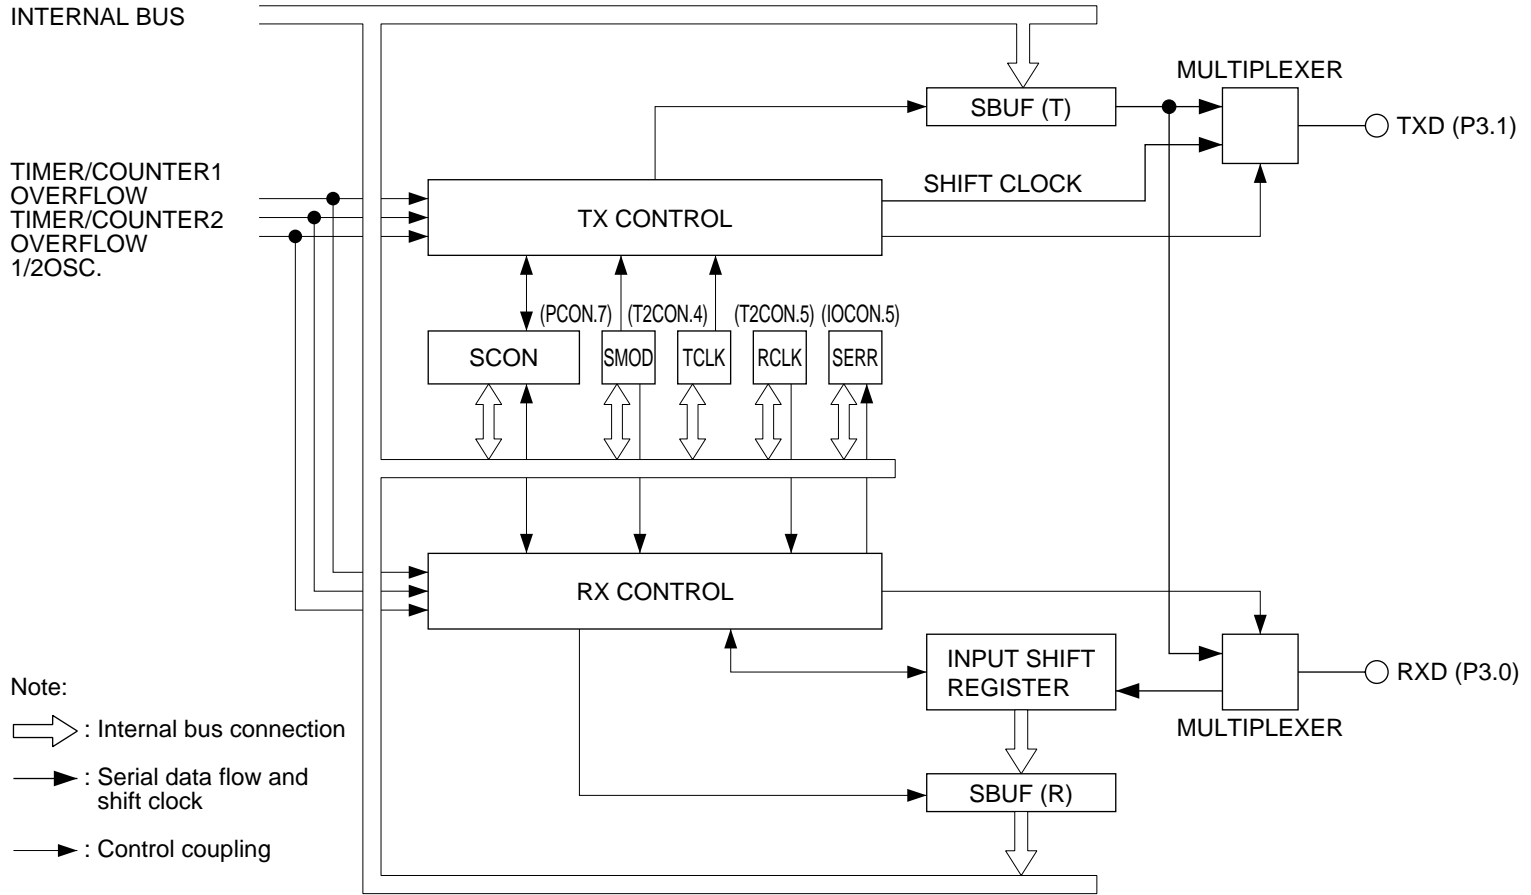 INTERNAL BUS
MULTIPLEXER
SBUF (T)
TXD (P3.1)
TIMER/COUNTER1
OVERFLOW
TIMER/COUNTER2
OVERFLOW
1/2OSC.
SHIFT CLOCK
TX CONTROL
(PCON.7) (T2CON.4) (T2CON.5) (IOCON.5)
SCON SMOD TCLK RCLK SERR
RX CONTROL
INPUT SHIFT
REGISTER
RXD (P3.0)
MULTIPLEXER
SBUF (R)
Note:
: Internal bus connection
: Serial data flow and
shift clock
: Control coupling